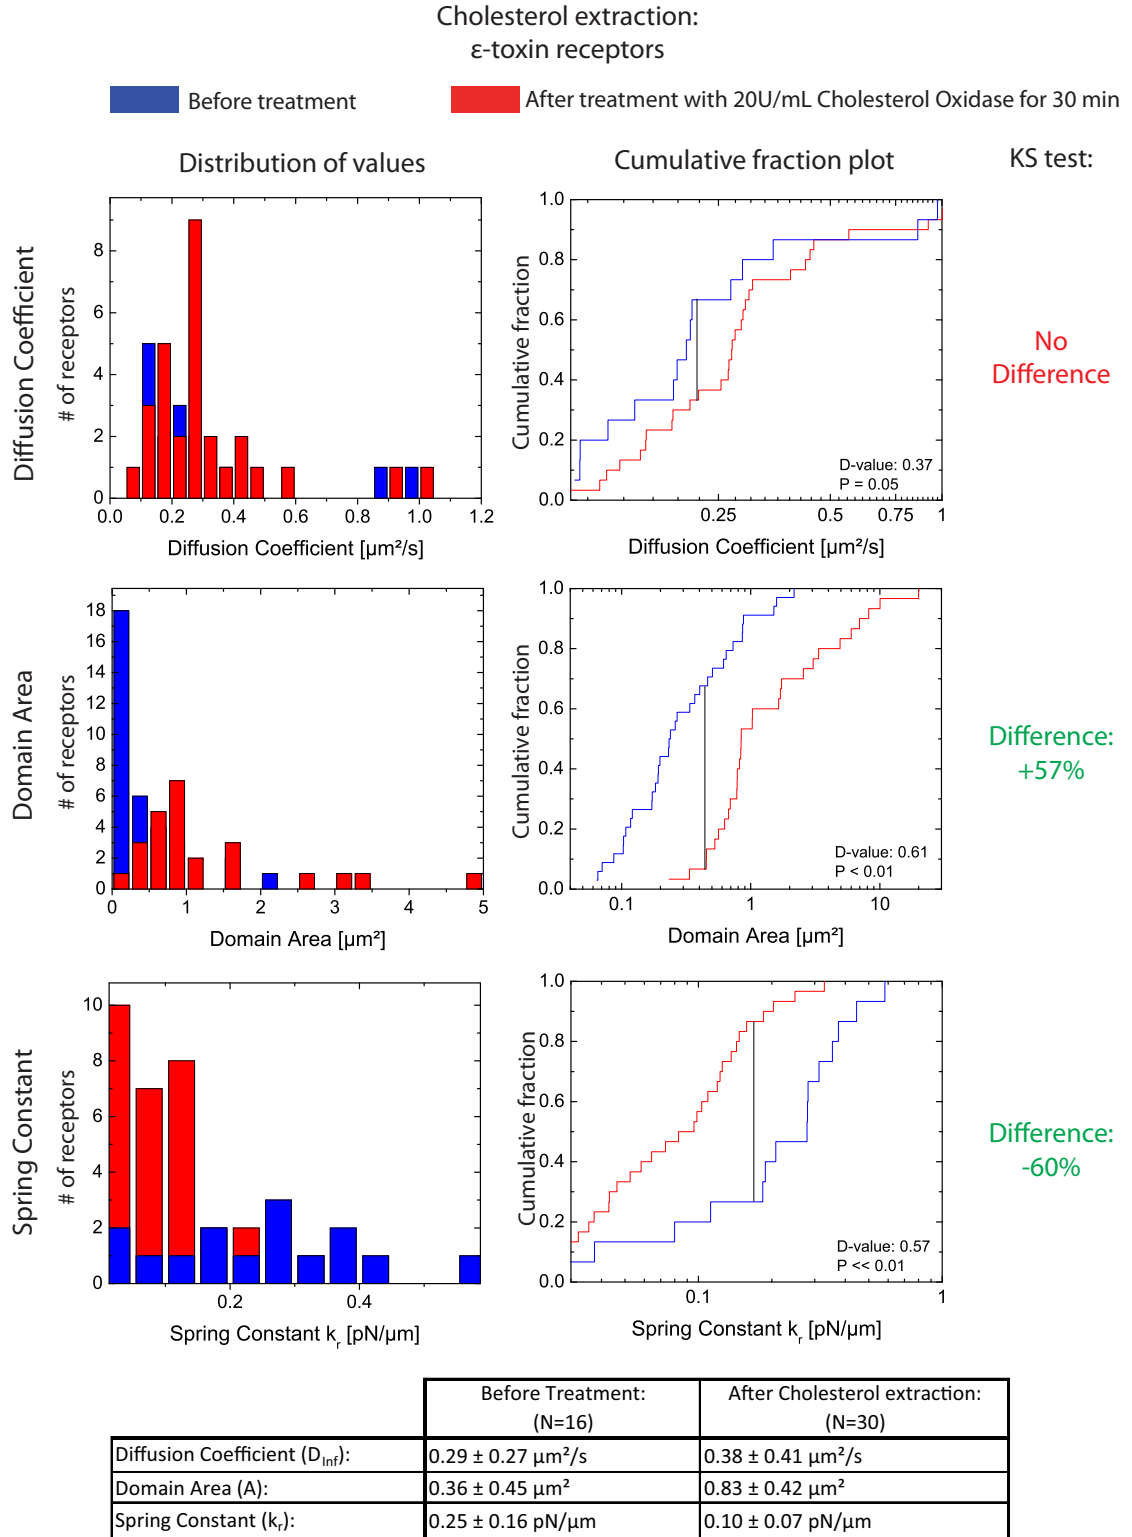 Cholesterol extraction:
ε-toxin receptors
Before treatment
After treatment with 20U/mL Cholesterol Oxidase for 30 min
Distribution of values
Cumulative fraction plot
KS test:
Diffusion Coefficient
# of receptors
8
6
4
2
0
0.0 0.2 0.4 0.6 0.8 1.0 1.2
Diffusion Coefficient [µm²/s]
Cumulative fraction
1.0
0.8
0.6
0.4
0.2
0.0
0.25 0.5 0.75 1
Diffusion Coefficient [µm²/s]
D-value: 0.37
P = 0.05
No
Difference
Domain Area
# of receptors
18
16
14
12
10
8
6
4
2
0
0 1 2 3 4 5
Domain Area [µm²]
Cumulative fraction
1.0
0.8
0.6
0.4
0.2
0.0
0.1 1 10
Domain Area [µm²]
D-value: 0.61
P < 0.01
Difference:
+57%
Spring Constant
# of receptors
10
8
6
4
2
0
0.2 0.4
Spring Constant kr [pN/µm]
Cumulative fraction
1.0
0.8
0.6
0.4
0.2
0.0
0.1 1
Spring Constant kr [pN/µm]
D-value: 0.57
P << 0.01
Difference:
-60%
Before Treatment: After Cholesterol extraction:
(N=16) (N=30)
Diffusion Coefficient (DInf): 0.29 ± 0.27 µm²/s 0.38 ± 0.41 µm²/s
Domain Area (A): 0.36 ± 0.45 µm² 0.83 ± 0.42 µm²
Spring Constant (kr): 0.25 ± 0.16 pN/µm 0.10 ± 0.07 pN/µm